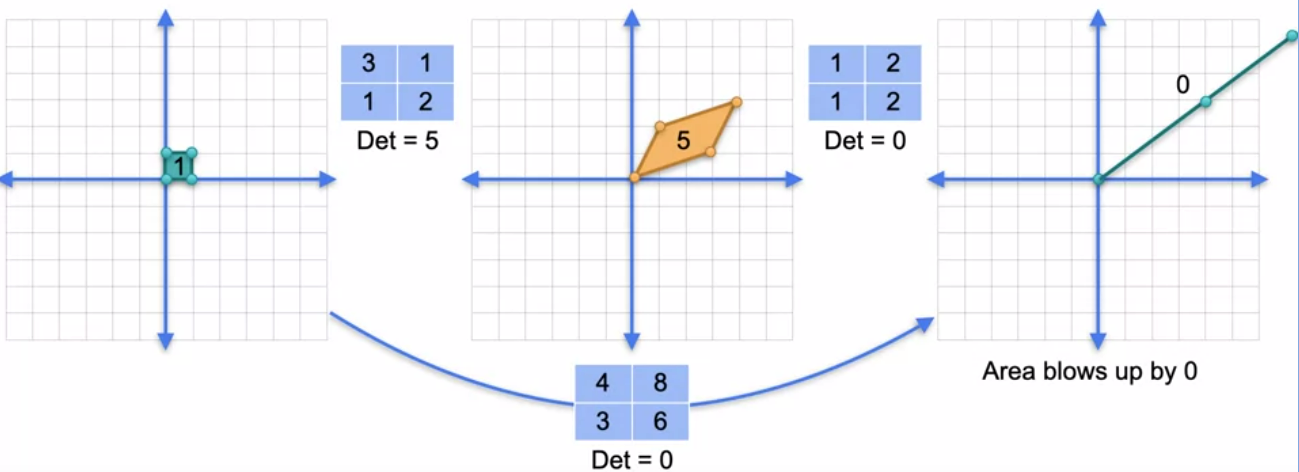 1
3 1
1 2
Det = 5
5
1 2
1 2
Det = 0
0
Area blows up by 0
4 8
3 6
Det = 0